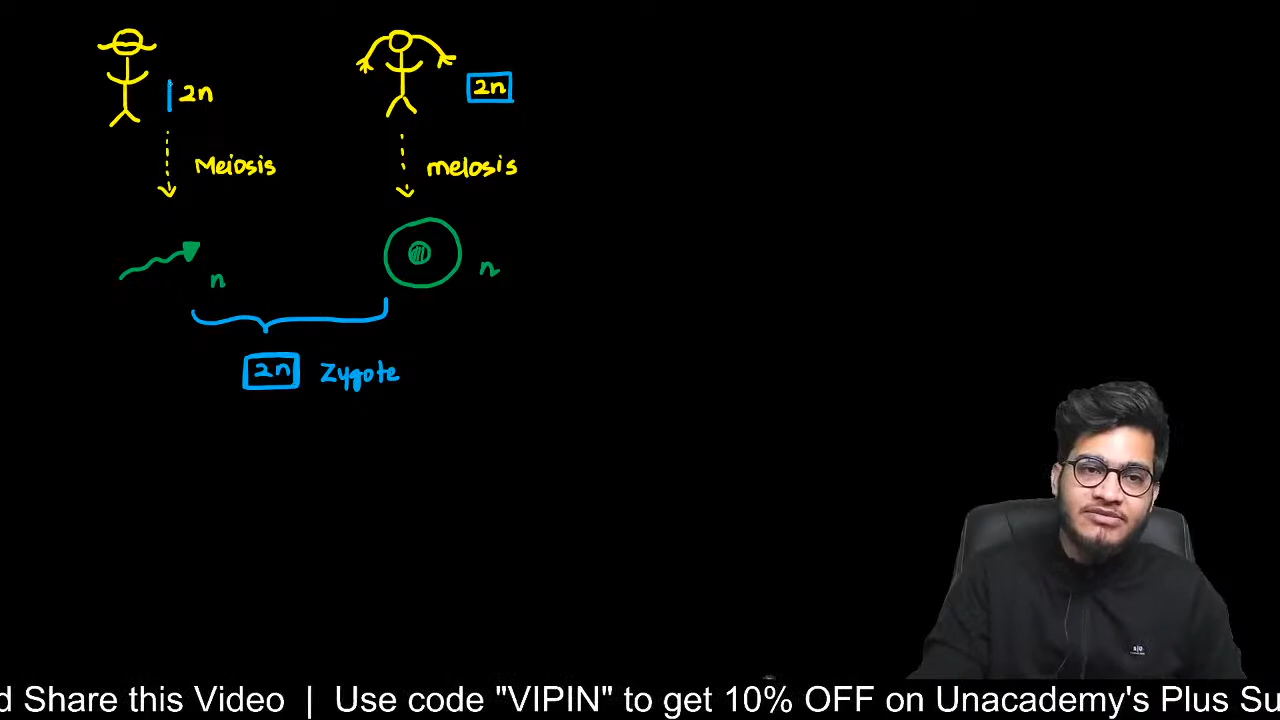 2n
2n
Meiosis
meiosis
n
n
2n Zygote
d Share this Video | Use code "VIPIN" to get 10% OFF on Unacademy's Plus Su